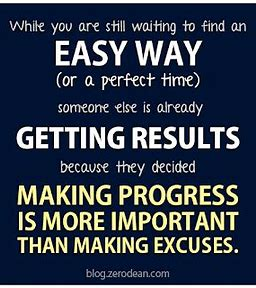 While you are still waiting to find an
EASY WAY
(or a perfect time)
someone else is already
GETTING RESULTS
because they decided
MAKING PROGRESS
IS MORE IMPORTANT
THAN MAKING EXCUSES.
blog.zerodean.com